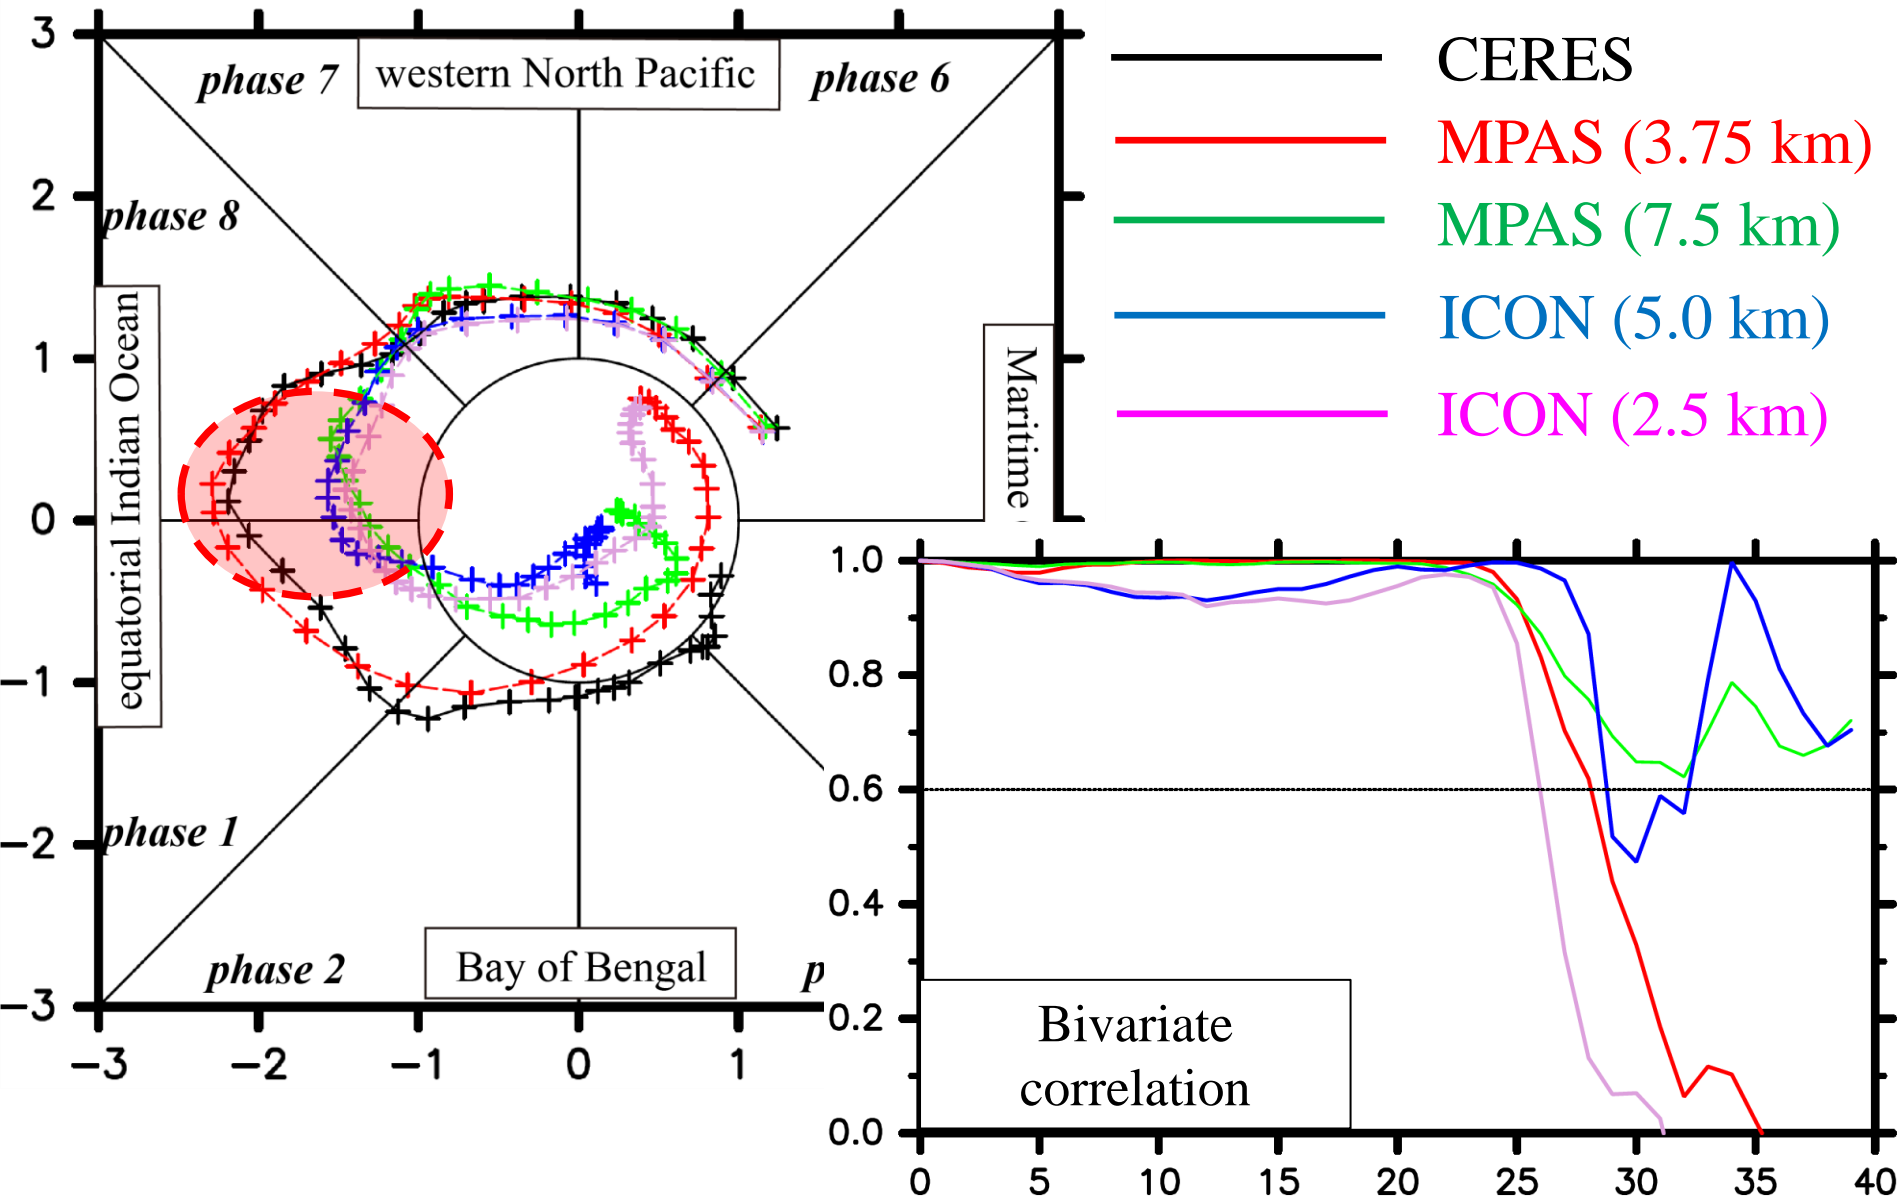 3
2
1
0
−1
−2
−3
−3
−2
−1
0
1
phase 7
western North Pacific
phase 6
phase 8
equatorial Indian Ocean
Maritime
phase 1
phase 2
Bay of Bengal
p
CERES
MPAS (3.75 km)
MPAS (7.5 km)
ICON (5.0 km)
ICON (2.5 km)
1.0
0.8
0.6
0.4
0.2
0.0
Bivariate
correlation
0
5
10
15
20
25
30
35
40